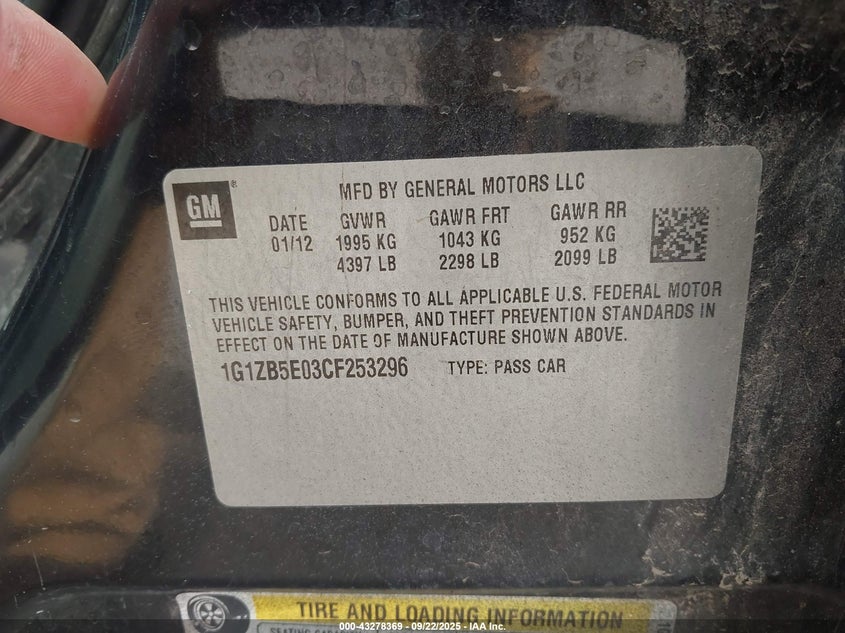 GM
MFD BY GENERAL MOTORS LLC
DATE GVWR GAWR FRT GAWR RR
01/12 1995 KG 1043 KG 952 KG
4397 LB 2298 LB 2099 LB
THIS VEHICLE CONFORMS TO ALL APPLICABLE U.S. FEDERAL MOTOR
VEHICLE SAFETY, BUMPER, AND THEFT PREVENTION STANDARDS IN
EFFECT ON THE DATE OF MANUFACTURE SHOWN ABOVE.
1G1ZB5E03CF253296 TYPE: PASS CAR
TIRE AND LOADING INFORMATION
000-43278369 - 09/22/2025 - IAA Inc.